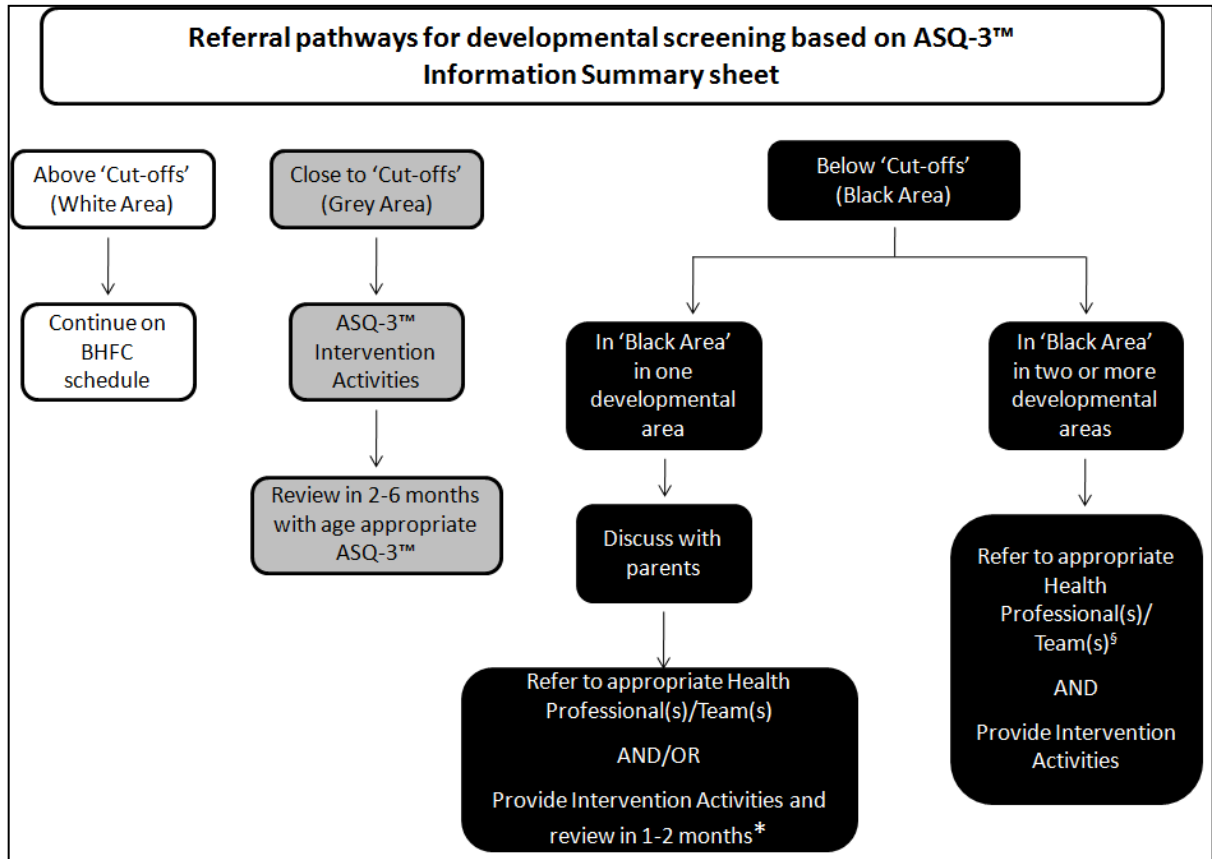 Referral pathways for developmental screening based on ASQ-3™
Information Summary sheet
Above ‘Cut-offs’
(White Area)
Continue on
BHFC
schedule
Close to ‘Cut-offs’
(Grey Area)
ASQ-3™
Intervention
Activities
Review in 2-6 months
with age appropriate
ASQ-3™
Below ‘Cut-offs’
(Black Area)
In ‘Black Area’
in one
developmental
area
Discuss with
parents
Refer to appropriate Health
Professional(s)/Team(s)
AND/OR
Provide Intervention Activities and
review in 1-2 months*
In ‘Black Area’
in two or more
developmental
areas
Refer to appropriate
Health
Professional(s)/
Team(s)§
AND
Provide Intervention
Activities